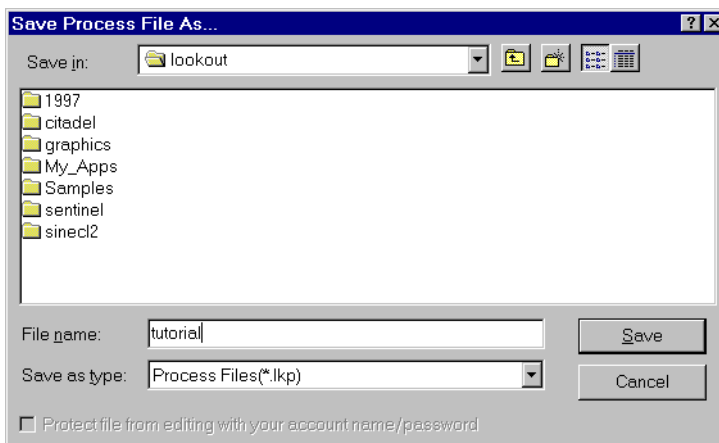 Save Process File As...
Save in: lookout
1997
citadel
graphics
My_Apps
Samples
sentinel
sinecl2
File name: tutorial Save
Save as type: Process Files(*.lkp) Cancel
Protect file from editing with your account name/password